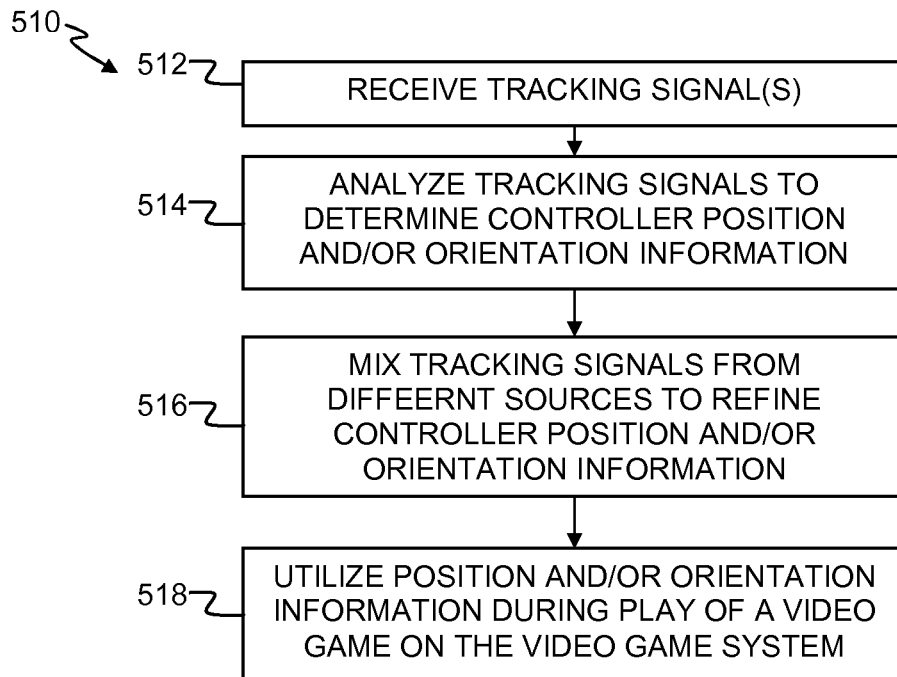 510
512
RECEIVE TRACKING SIGNAL(S)
514
ANALYZE TRACKING SIGNALS TO
DETERMINE CONTROLLER POSITION
AND/OR ORIENTATION INFORMATION
516
MIX TRACKING SIGNALS FROM
DIFFEERNT SOURCES TO REFINE
CONTROLLER POSITION AND/OR
ORIENTATION INFORMATION
518
UTILIZE POSITION AND/OR ORIENTATION
INFORMATION DURING PLAY OF A VIDEO
GAME ON THE VIDEO GAME SYSTEM